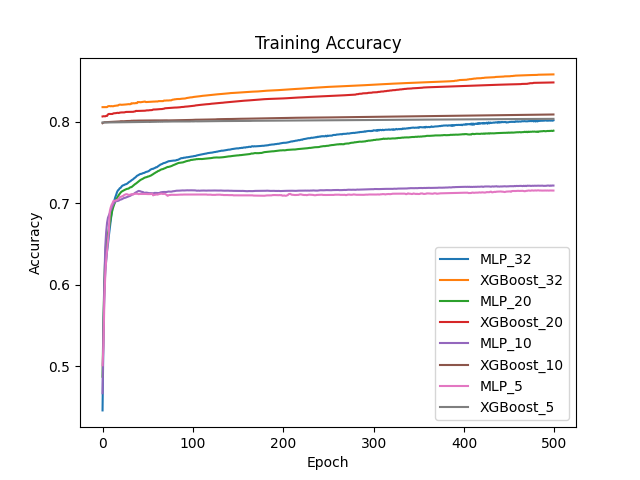 Training Accuracy
Accuracy
0.8
0.7
0.6
0.5
0
100
200
300
400
500
Epoch
MLP_32
XGBoost_32
MLP_20
XGBoost_20
MLP_10
XGBoost_10
MLP_5
XGBoost_5